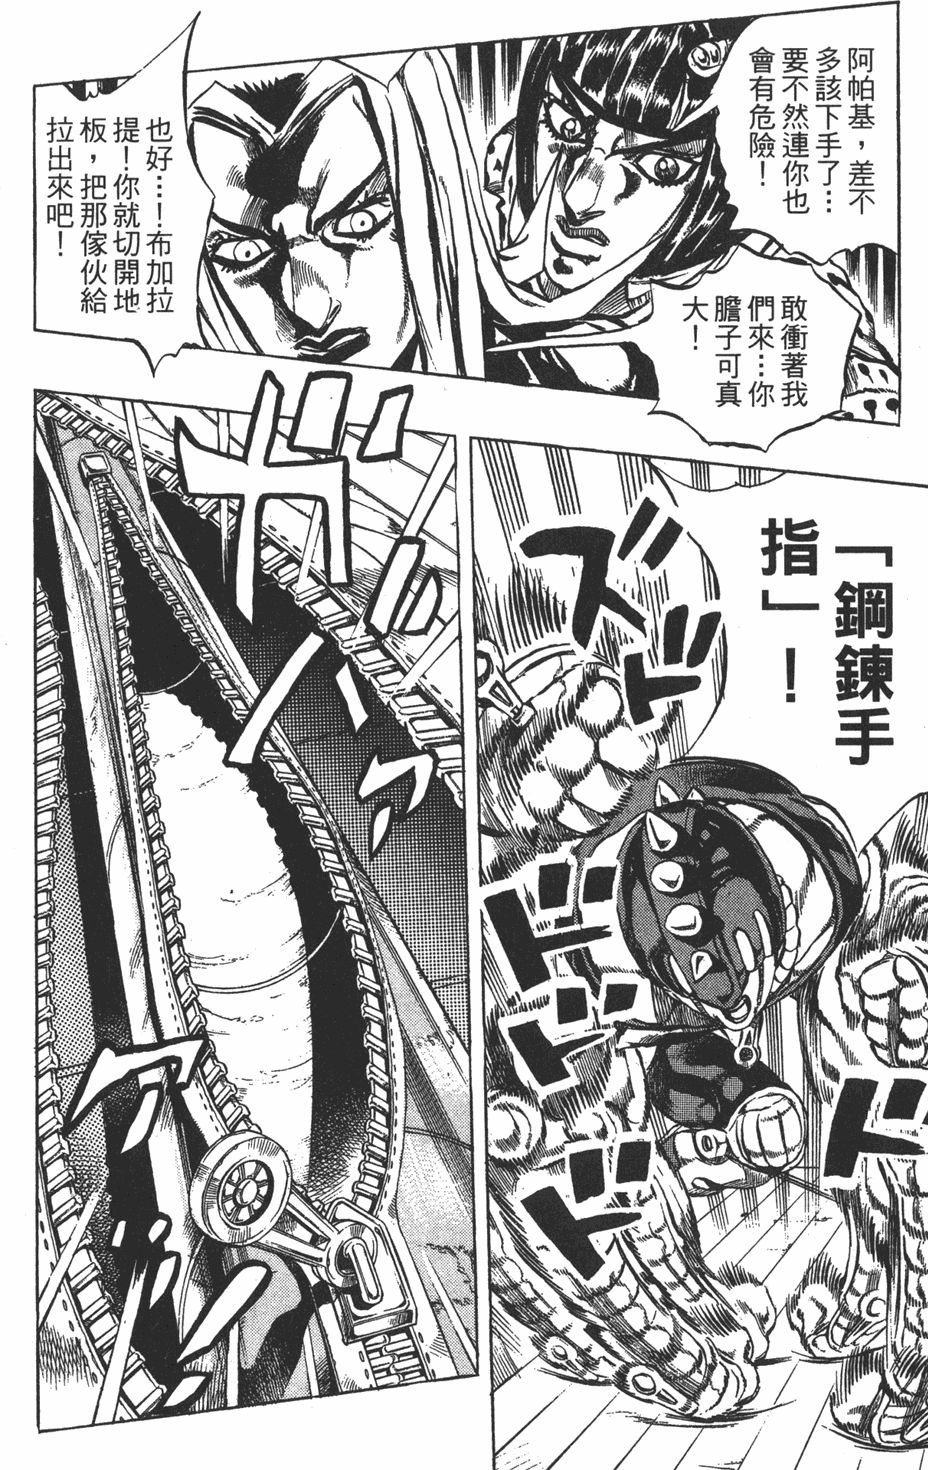 阿帕基，差不
多該下手了…
要不然連你也
會有危險！
敢衝著我
們來…你
膽子可真
大！
也好…！布加拉
提！你就切開地
板，把那傢伙給
拉出來吧！
「鋼鍊手
指」！
ズド
ドドド
ド
ガバッ